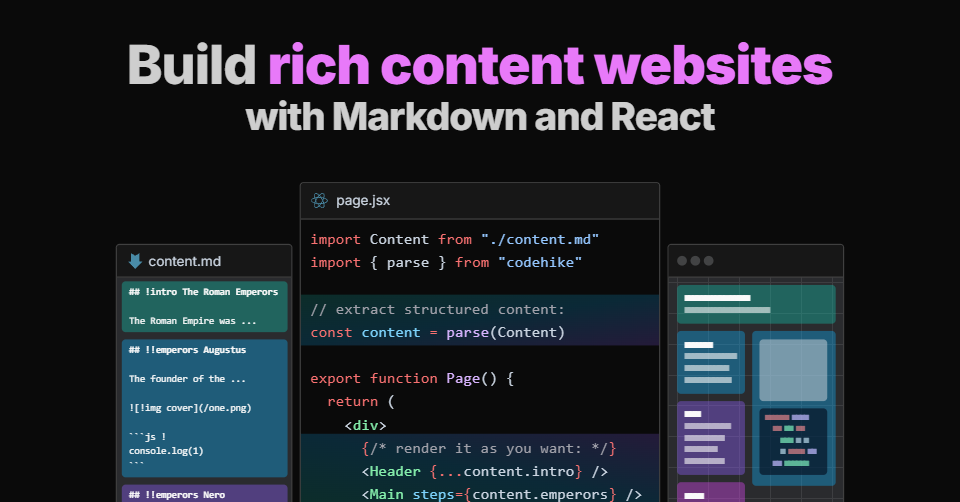 Build rich content websites
with Markdown and React
content.md
## !intro The Roman Emperors
The Roman Empire was ...
## !!emperors Augustus
The founder of the ...
![!img cover](/one.png)
```js !
console.log(1)
```
## !!emperors Nero
page.jsx
import Content from "./content.md"
import { parse } from "codehike"
// extract structured content:
const content = parse(Content)
export function Page() {
return (
<div>
{/* render it as you want: */}
<Header {...content.intro} />
<Main steps={content.emperors} />